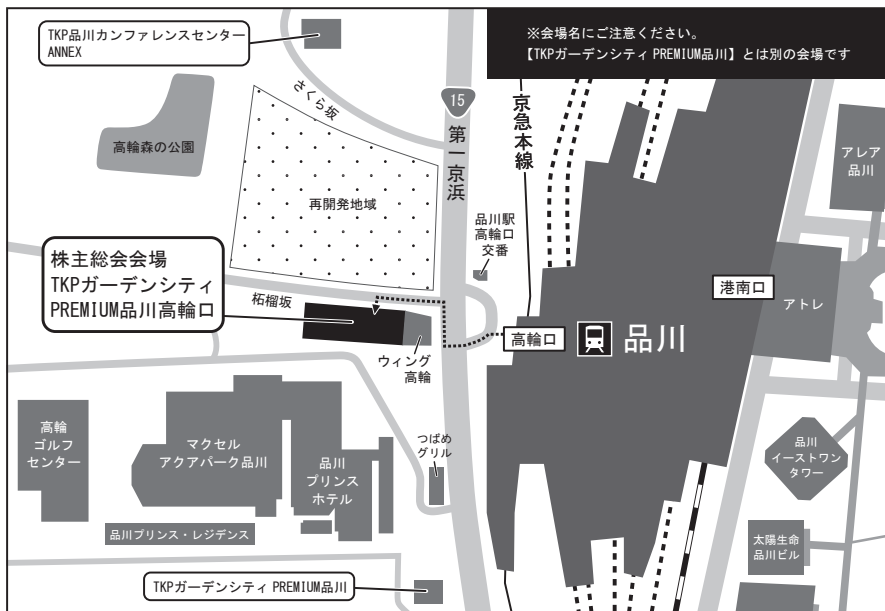 TKP品川カンファレンスセンター
ANNEX
※会場名にご注意ください。
【TKPガーデンシティ PREMIUM品川】とは別の会場です
さくら坂
15
第一京浜
京急本線
高輪森の公園
アレア
品川
再開発地域
品川駅
高輪口
交番
株主総会会場
TKPガーデンシティ
PREMIUM品川高輪口
柘榴坂
港南口
アトレ
高輪口
品川
ウィング
高輪
高輪
ゴルフ
センター
マクセル
アクアパーク品川
品川
プリンス
ホテル
つばめ
グリル
品川
イーストワン
タワー
品川プリンス・レジデンス
太陽生命
品川ビル
TKPガーデンシティ PREMIUM品川